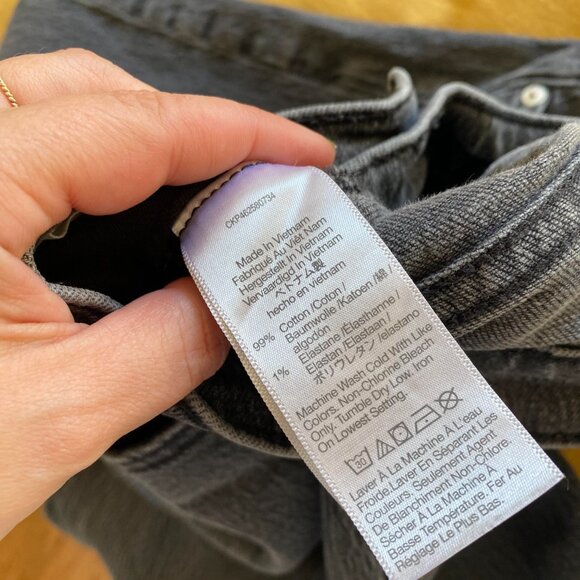 CKP462580734
Made In Vietnam
Fabriqué Au Viêt Nam
Hergestellt In Vietnam
Vervaardigd In Vietnam
ベトナム製
hecho en vietnam
99% Cotton /Coton/
Baumwolle /Katoen /綿/
algodón
1% Elastane /Élasthanne/
Elastan /Elastaan /
ポリウレタン /elastano
Machine Wash Cold With Like
Colors. Non-Chlorine Bleach
Only. Tumble Dry Low. Iron
On Lowest Setting.
30
Laver À La Machine À L'eau
Froide. Laver En Séparant Les
Couleurs. Seulement Agent
De Blanchiment Non-Chlore.
Sécher À La Machine À
Basse Température. Fer Au
Réglage Le Plus Bas.